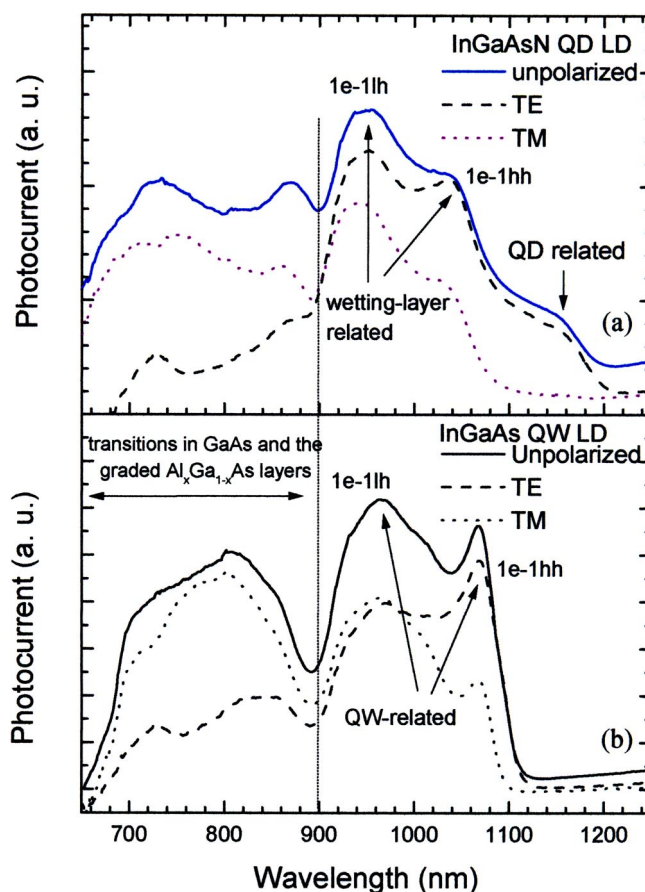 InGaAsN QD LD
unpolarized
TE
TM
1e-1lh
1e-1hh
QD related
wetting-layer
related
(a)
Photocurrent (a. u.)
InGaAs QW LD
Unpolarized
TE
TM
transitions in GaAs and the
graded AlxGa1-xAs layers
1e-1lh
1e-1hh
QW-related
(b)
Photocurrent (a. u.)
700 800 900 1000 1100 1200
Wavelength (nm)